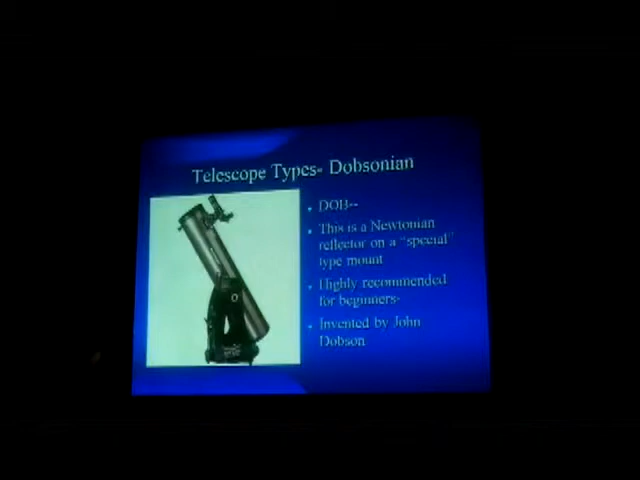 Telescope Types- Dobsonian
DOB--
This is a Newtonian
reflector on a "special"
type mount
Highly recommended
for beginners-
Invented by John
Dobson